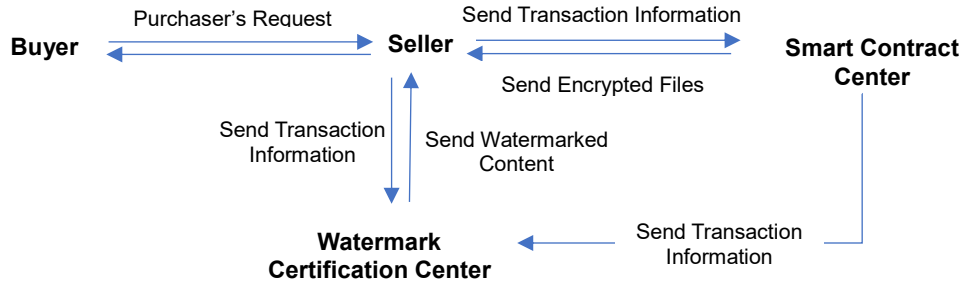 Purchaser's Request
Send Transaction Information
Buyer
Seller
Smart Contract
Center
Send Encrypted Files
Send Transaction
Information
Send Watermarked
Content
Watermark
Certification Center
Send Transaction
Information